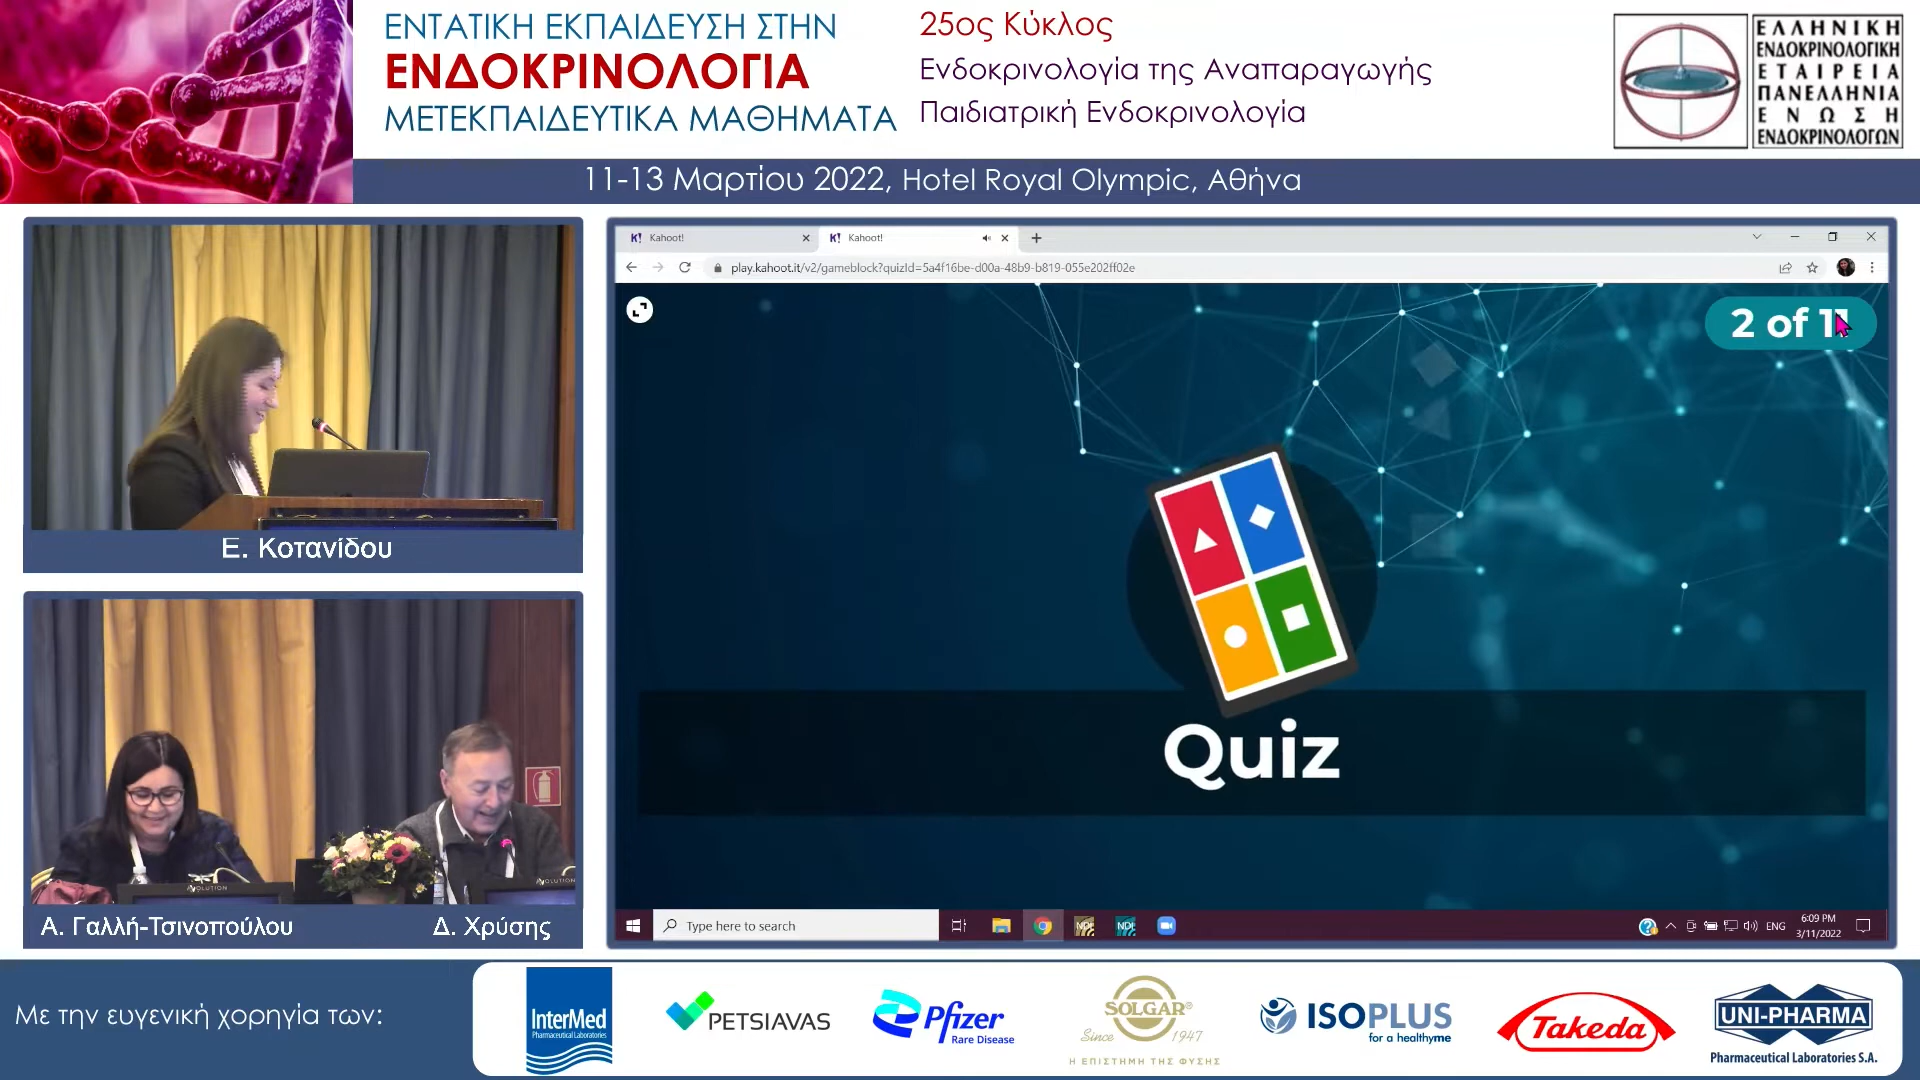 ΕΝΤΑΤΙΚΗ ΕΚΠΑΙΔΕΥΣΗ ΣΤΗΝ
ΕΝΔΟΚΡΙΝΟΛΟΓΙΑ
ΜΕΤΕΚΠΑΙΔΕΥΤΙΚΑ ΜΑΘΗΜΑΤΑ
25ος Κύκλος
Ενδοκρινολογία της Αναπαραγωγής
Παιδιατρική Ενδοκρινολογία
ΕΛΛΗΝΙΚΗ
ΕΝΔΟΚΡΙΝΟΛΟΓΙΚΗ
ΕΤΑΙΡΕΙΑ
ΠΑΝΕΛΛΗΝΙΑ
ΕΝΩΣΗ
ΕΝΔΟΚΡΙΝΟΛΟΓΩΝ
11-13 Μαρτίου 2022, Hotel Royal Olympic, Αθήνα
Ε. Κοτανίδου
Α. Γαλλή-Τσινοπούλου
Δ. Χρύσης
K! Kahoot!
K! Kahoot!
play.kahoot.it/v2/gameblock?quizId=5a4f16be-d00a-48b9-b819-055e202ff02e
2 of 11
Quiz
Type here to search
NDI
NDI
ENG
6:09 PM
3/11/2022
Με την ευγενική χορηγία των:
InterMed
Pharmaceutical Laboratories
PETSIAVAS
Pfizer
Rare Disease
SOLGAR®
Since 1947
Η ΕΠΙΣΤΗΜΗ ΤΗΣ ΦΥΣΗΣ
ISOPLUS
for a healthyme
Takeda
UNI-PHARMA
Pharmaceutical Laboratories S.A.